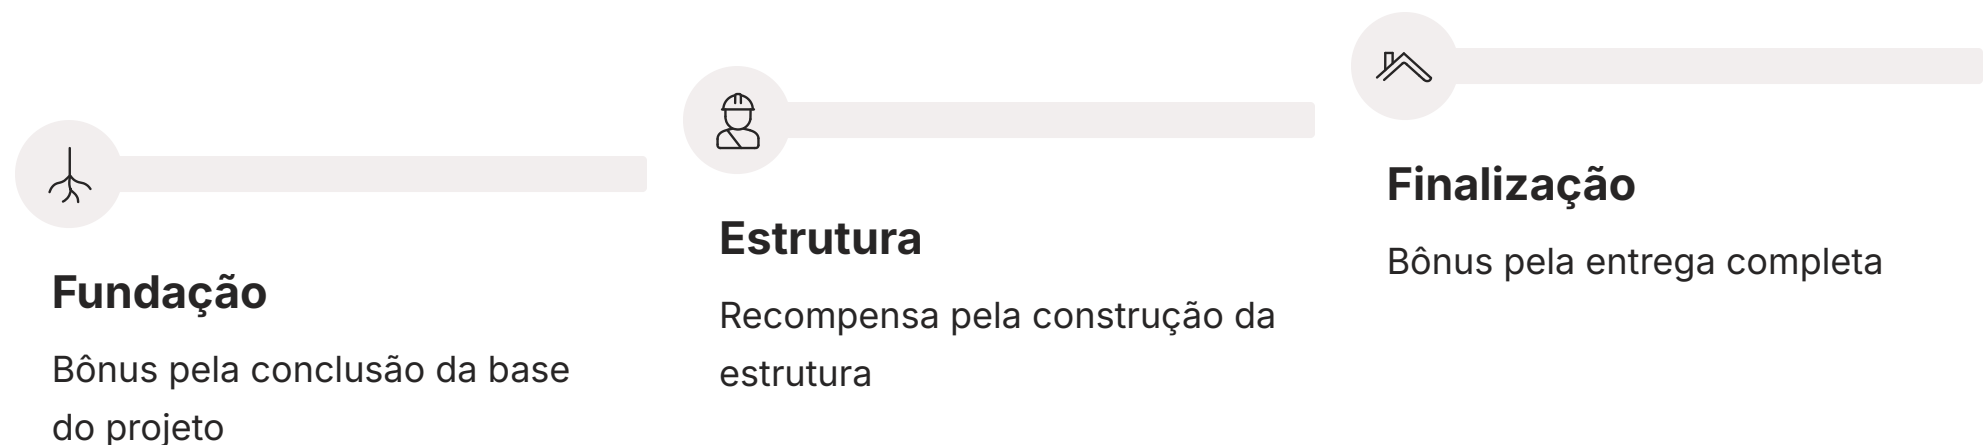 Fundação
Bônus pela conclusão da base
do projeto
Estrutura
Recompensa pela construção da
estrutura
Finalização
Bônus pela entrega completa